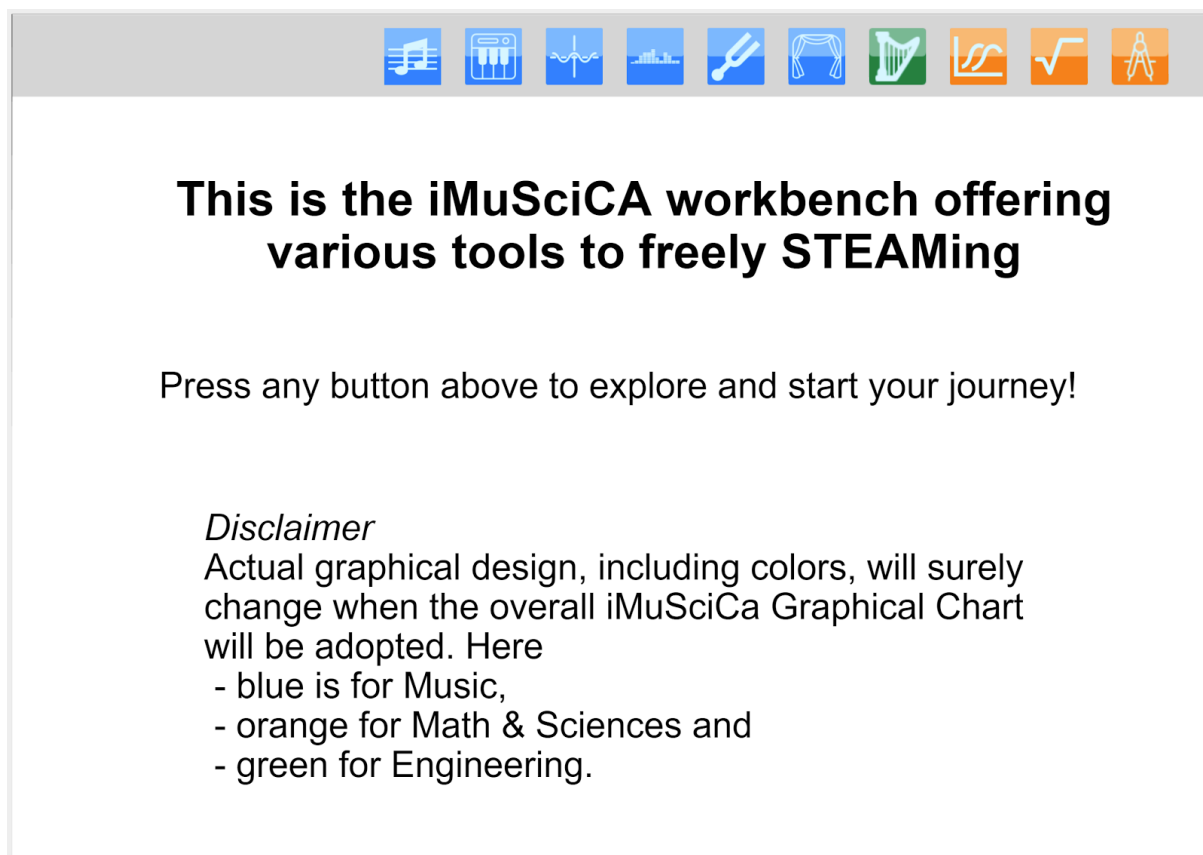 This is the iMuSciCA workbench offering
various tools to freely STEAMing
Press any button above to explore and start your journey!
Disclaimer
Actual graphical design, including colors, will surely
change when the overall iMuSciCa Graphical Chart
will be adopted. Here
- blue is for Music,
- orange for Math & Sciences and
- green for Engineering.